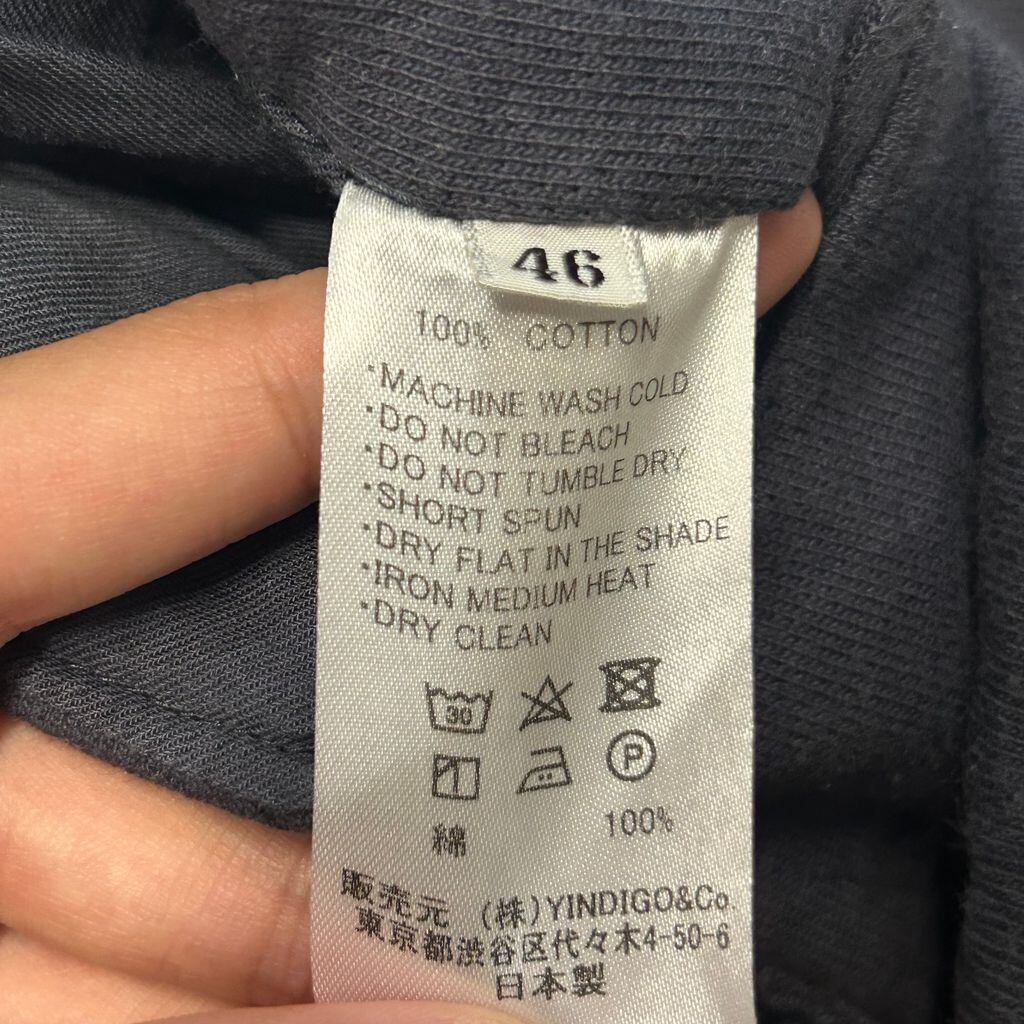 46
100% COTTON
・MACHINE WASH COLD
・DO NOT BLEACH
・DO NOT TUMBLE DRY
・SHORT SPUN
・DRY FLAT IN THE SHADE
・IRON MEDIUM HEAT
・DRY CLEAN
30
P
綿 100%
販売元 (株)YINDIGO&Co.
東京都渋谷区代々木4-50-6
日本製